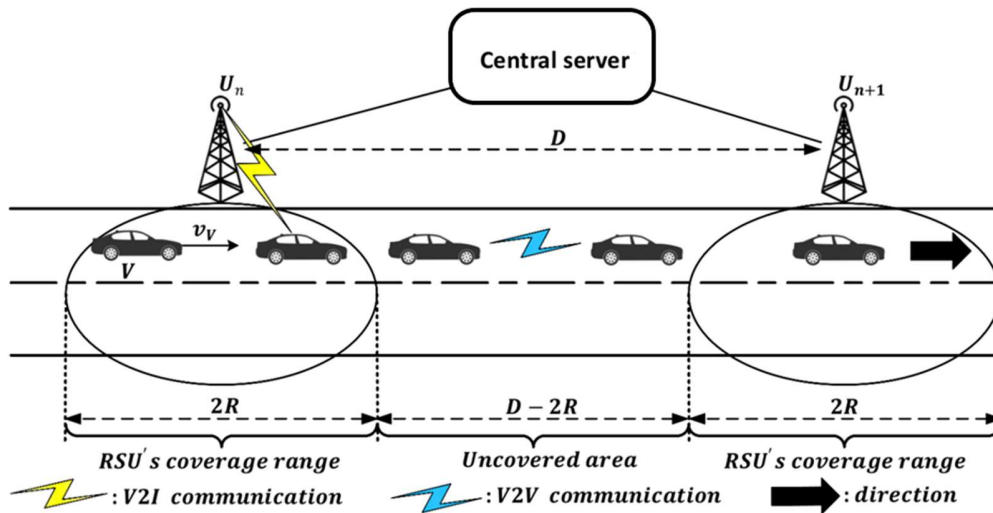 Central server
U_n
U_{n+1}
D
v_V
V
2R
D − 2R
2R
RSU's coverage range
Uncovered area
RSU's coverage range
: V2I communication
: V2V communication
: direction